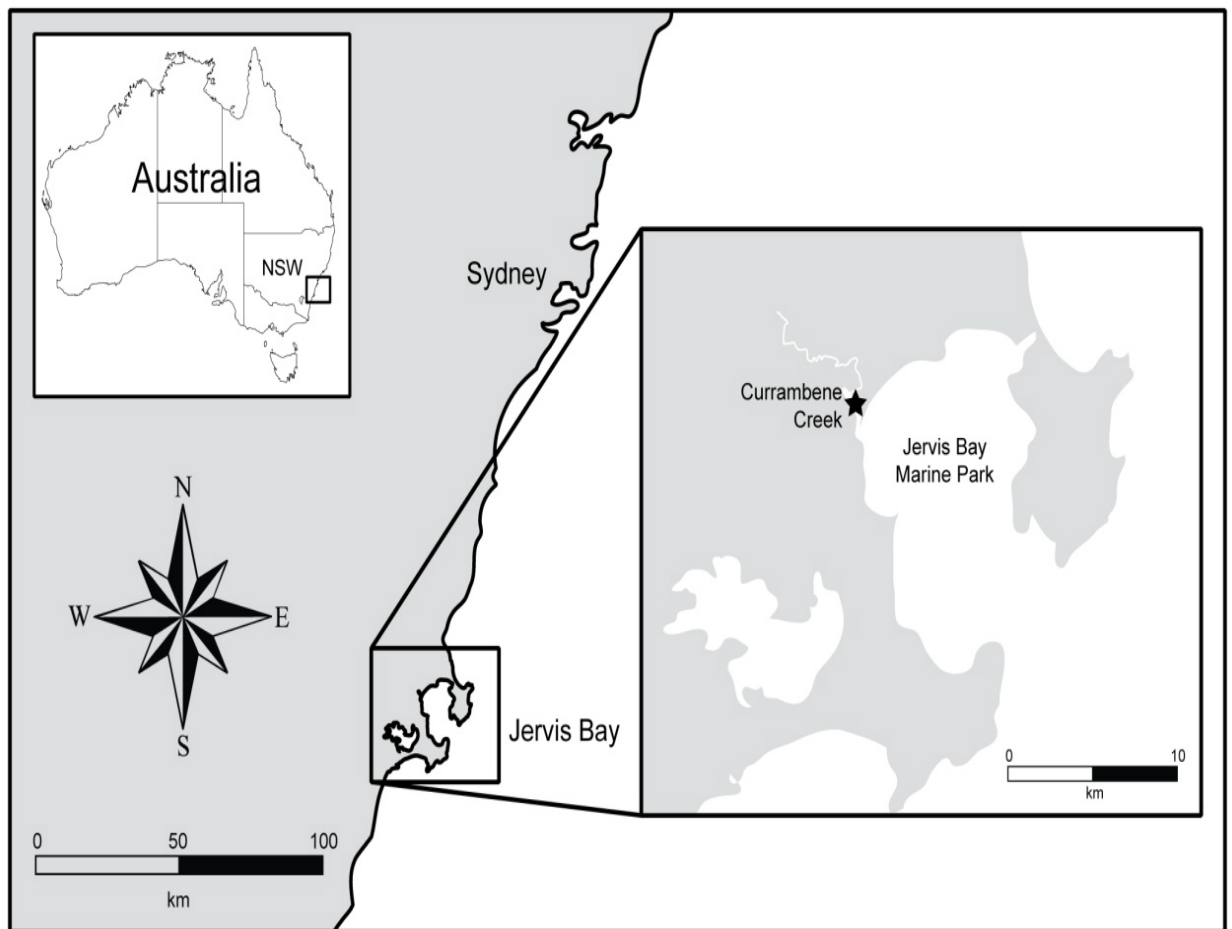 Australia
NSW
Sydney
Currambene
Creek
Jervis Bay
Marine Park
N
W
E
S
Jervis Bay
0
10
km
0
50
100
km